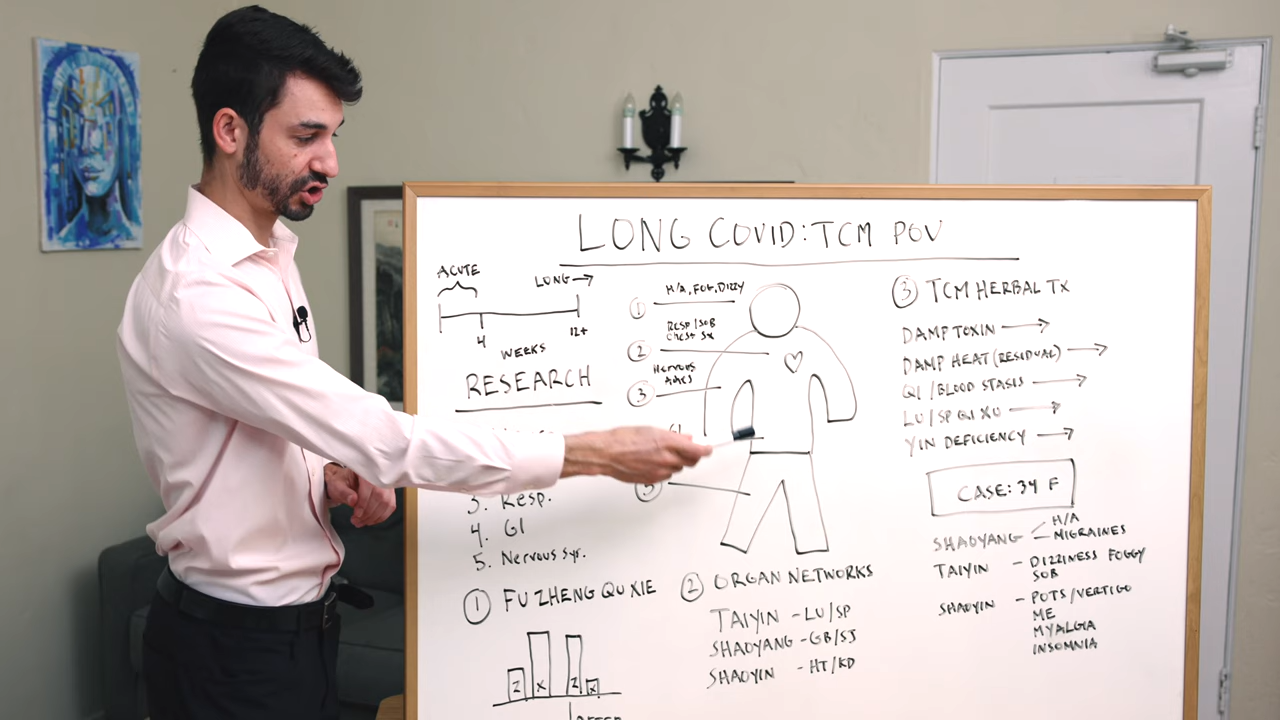 LONG COVID: TCM POV
ACUTE
LONG →
4
12+
WEEKS
RESEARCH
3. Resp.
4. GI
5. Nervous Sys.
1 FU ZHENG QU XIE
Z X Z X
1 H/A, FOG, DIZZY
2 RESP/SOB
Chest Sx
3 Nervous
GI
5
2 ORGAN NETWORKS
TAIYIN - LU/SP
SHAOYANG - GB/SJ
SHAOYIN - HT/KD
3 TCM HERBAL TX
DAMP TOXIN →
DAMP HEAT (RESIDUAL) →
QI/BLOOD STASIS →
LU/SP QI XU →
YIN DEFICIENCY →
CASE: 34 F
SHAOYANG - H/A
- MIGRAINES
TAIYIN - DIZZINESS FOGGY
- SOB
SHAOYIN - POTS/VERTIGO
ME
MYALGIA
INSOMNIA